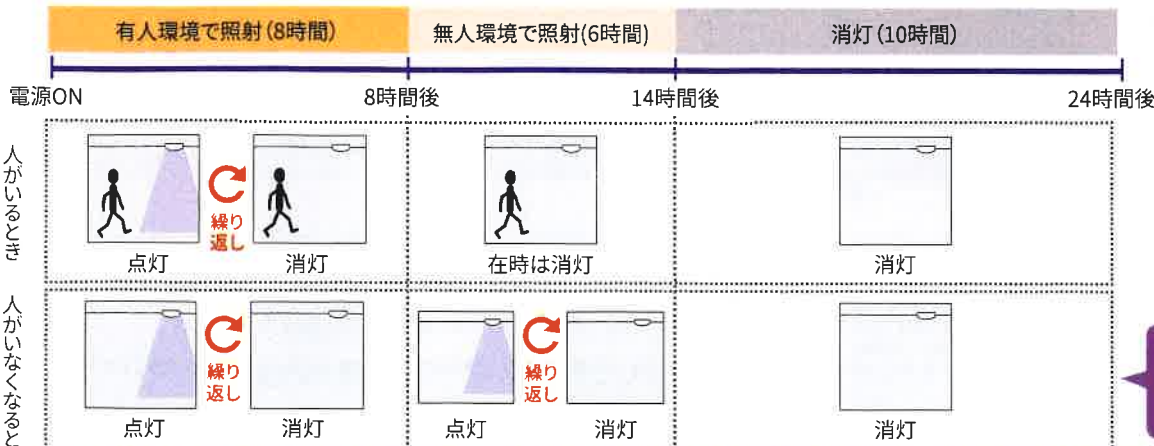 有人環境で照射(8時間)
無人環境で照射(6時間)
消灯(10時間)
電源ON
8時間後
14時間後
24時間後
人がいるとき
繰り
返し
点灯
消灯
在時は消灯
消灯
人がいなくなると
繰り
返し
繰り
返し
点灯
消灯
点灯
消灯
消灯